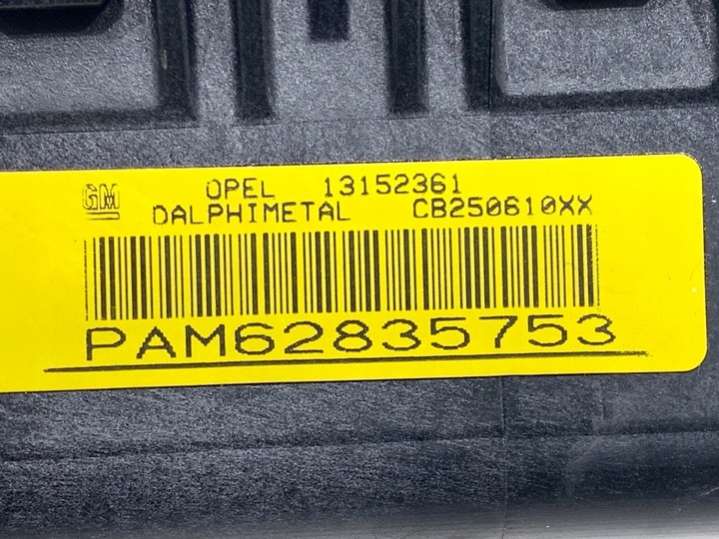 GM OPEL 13152361
DALPHIMETAL CB250610XX
PAM62835753